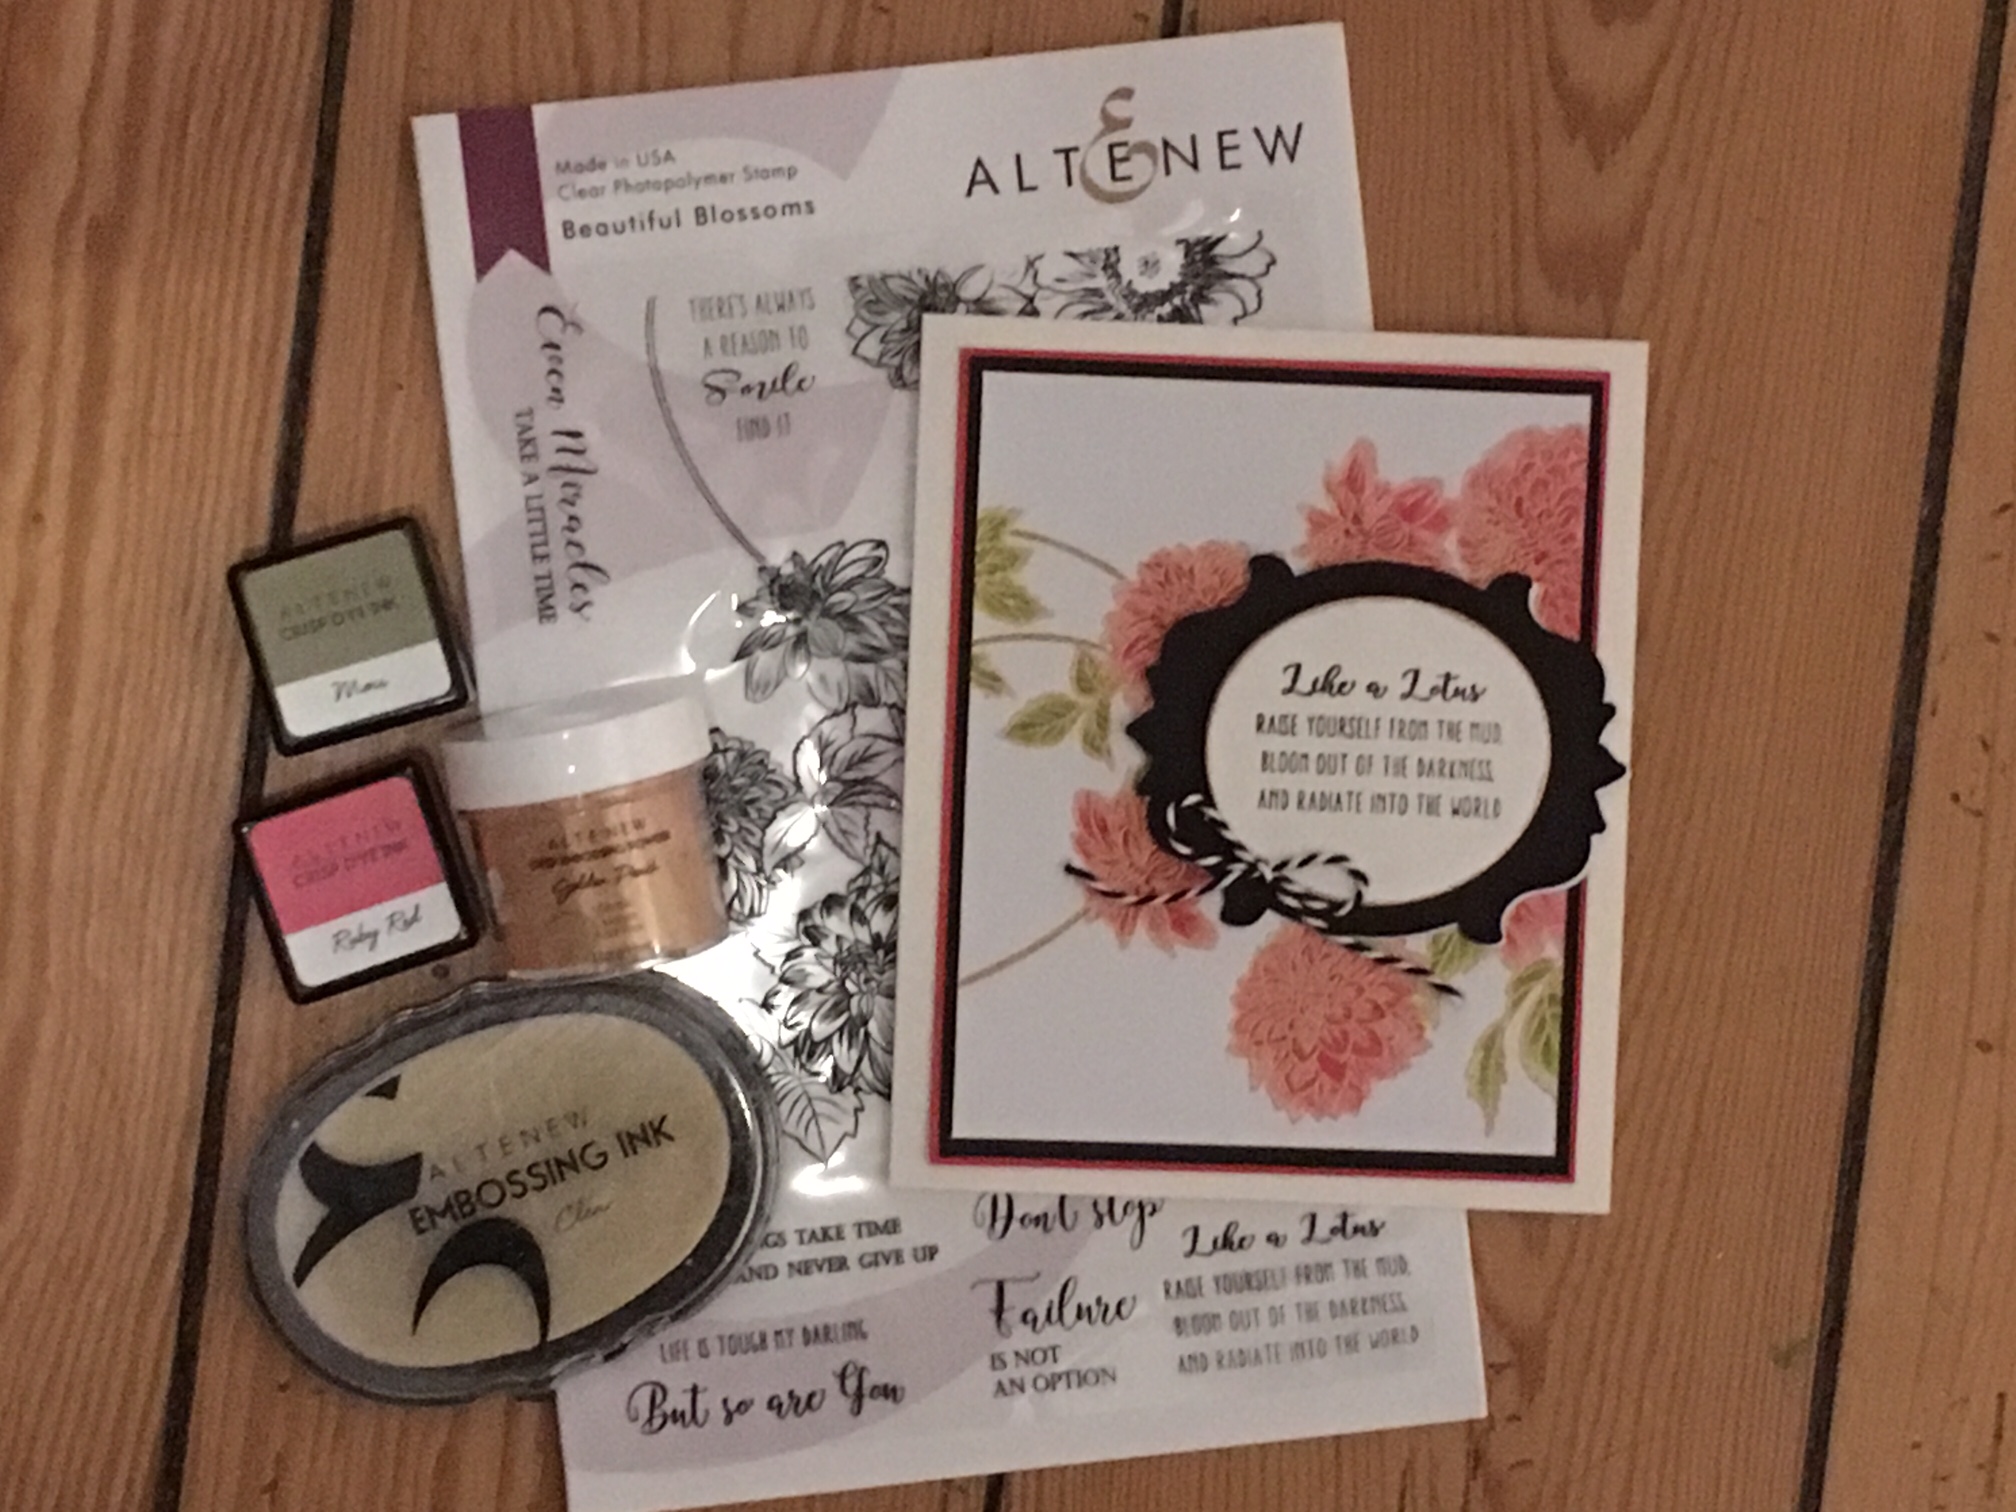 Made in USA
Clear Photopolymer Stamp
Beautiful Blossoms
ALTENEW
THERE'S ALWAYS
A REASON TO
Smile
FIND IT
Even Miracles
TAKE A LITTLE TIME
ALTENEW
CRISP DYE INK
Moss
ALTENEW
CRISP DYE INK
Ruby Red
ALTENEW
EMBOSSING POWDER
Golden Peach
ALTENEW
EMBOSSING INK
Clear
Like a Lotus
RAISE YOURSELF FROM THE MUD,
BLOOM OUT OF THE DARKNESS,
AND RADIATE INTO THE WORLD
GS TAKE TIME
AND NEVER GIVE UP
Don't stop
Failure
IS NOT
AN OPTION
Like a Lotus
RAISE YOURSELF FROM THE MUD,
BLOOM OUT OF THE DARKNESS,
AND RADIATE INTO THE WORLD
LIFE IS TOUGH MY DARLING
But so are You